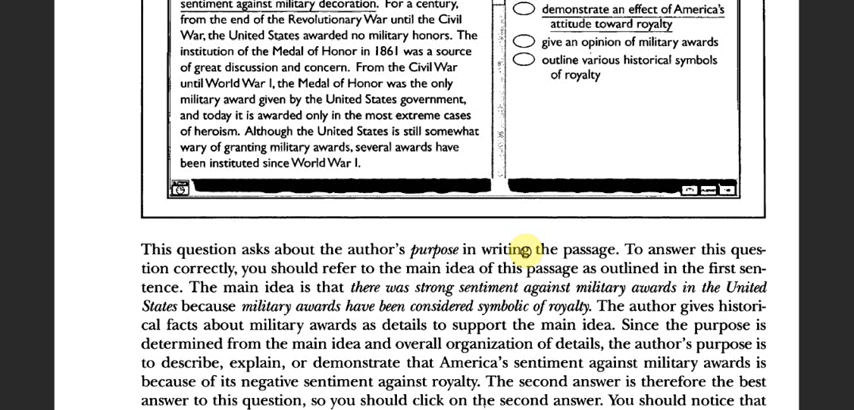 sentiment against military decoration. For a century,
from the end of the Revolutionary War until the Civil
War, the United States awarded no military honors. The
institution of the Medal of Honor in 1861 was a source
of great discussion and concern. From the Civil War
until World War I, the Medal of Honor was the only
military award given by the United States government,
and today it is awarded only in the most extreme cases
of heroism. Although the United States is still somewhat
wary of granting military awards, several awards have
been instituted since World War I.
demonstrate an effect of America's
attitude toward royalty
give an opinion of military awards
outline various historical symbols
of royalty
This question asks about the author's purpose in writing the passage. To answer this ques-
tion correctly, you should refer to the main idea of this passage as outlined in the first sen-
tence. The main idea is that there was strong sentiment against military awards in the United
States because military awards have been considered symbolic of royalty. The author gives histori-
cal facts about military awards as details to support the main idea. Since the purpose is
determined from the main idea and overall organization of details, the author's purpose is
to describe, explain, or demonstrate that America's sentiment against military awards is
because of its negative sentiment against royalty. The second answer is therefore the best
answer to this question, so you should click on the second answer. You should notice that